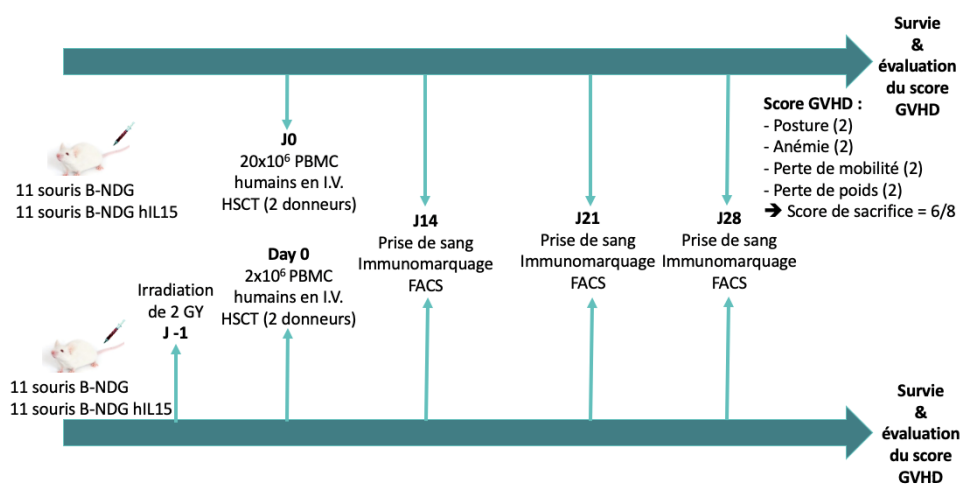 Survie
&
évaluation
du score
GVHD
Score GVHD :
- Posture (2)
- Anémie (2)
- Perte de mobilité (2)
- Perte de poids (2)
➔ Score de sacrifice = 6/8
11 souris B-NDG
11 souris B-NDG hIL15
J0
20x10⁶ PBMC
humains en I.V.
HSCT (2 donneurs)
J14
Prise de sang
Immunomarquage
FACS
J21
Prise de sang
Immunomarquage
FACS
J28
Prise de sang
Immunomarquage
FACS
Irradiation
de 2 GY
J -1
Day 0
2x10⁶ PBMC
humains en I.V.
HSCT (2 donneurs)
11 souris B-NDG
11 souris B-NDG hIL15
Survie
&
évaluation
du score
GVHD